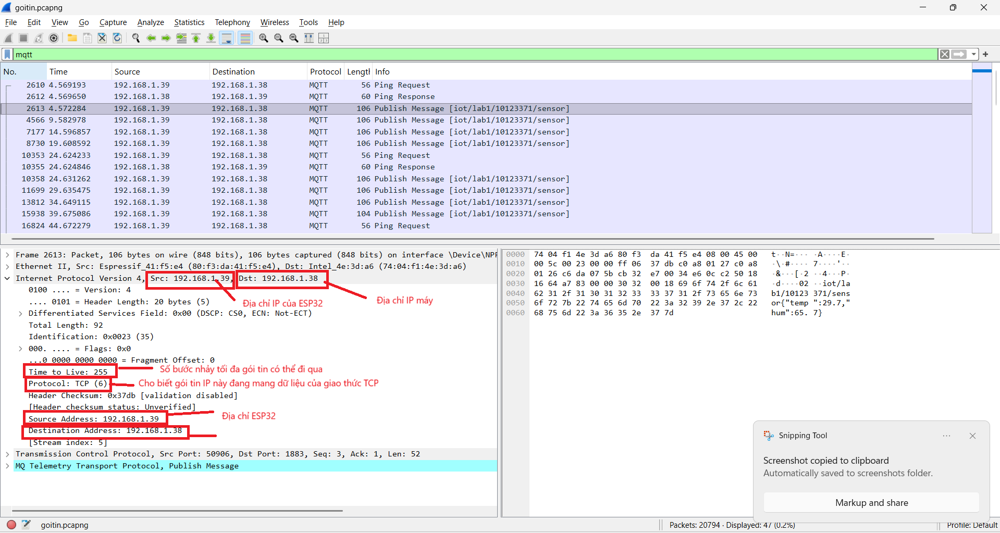 goitin.pcapng
File Edit View Go Capture Analyze Statistics Telephony Wireless Tools Help
mqtt
No. Time Source Destination Protocol Length Info
2610 4.569193 192.168.1.39 192.168.1.38 MQTT 56 Ping Request
2612 4.569650 192.168.1.38 192.168.1.39 MQTT 60 Ping Response
2613 4.572284 192.168.1.39 192.168.1.38 MQTT 106 Publish Message [iot/lab1/10123371/sensor]
4566 9.582978 192.168.1.39 192.168.1.38 MQTT 106 Publish Message [iot/lab1/10123371/sensor]
7177 14.596857 192.168.1.39 192.168.1.38 MQTT 106 Publish Message [iot/lab1/10123371/sensor]
8730 19.608592 192.168.1.39 192.168.1.38 MQTT 106 Publish Message [iot/lab1/10123371/sensor]
10353 24.624233 192.168.1.39 192.168.1.38 MQTT 56 Ping Request
10355 24.624846 192.168.1.38 192.168.1.39 MQTT 60 Ping Response
10358 24.631262 192.168.1.39 192.168.1.38 MQTT 106 Publish Message [iot/lab1/10123371/sensor]
11699 29.635475 192.168.1.39 192.168.1.38 MQTT 106 Publish Message [iot/lab1/10123371/sensor]
13812 34.649115 192.168.1.39 192.168.1.38 MQTT 106 Publish Message [iot/lab1/10123371/sensor]
15938 39.675086 192.168.1.39 192.168.1.38 MQTT 104 Publish Message [iot/lab1/10123371/sensor]
16824 44.672279 192.168.1.39 192.168.1.38 MQTT 56 Ping Request
Frame 2613: Packet, 106 bytes on wire (848 bits), 106 bytes captured (848 bits) on interface \Device\NPF
Ethernet II, Src: Espressif_41:f5:e4 (80:f3:da:41:f5:e4), Dst: Intel_4e:3d:a6 (74:04:f1:4e:3d:a6)
Internet Protocol Version 4, Src: 192.168.1.39, Dst: 192.168.1.38
0100 .... = Version: 4
.... 0101 = Header Length: 20 bytes (5)
Địa chỉ IP của ESP32
Địa chỉ IP máy
Differentiated Services Field: 0x00 (DSCP: CS0, ECN: Not-ECT)
Total Length: 92
Identification: 0x0023 (35)
000. .... = Flags: 0x0
...0 0000 0000 0000 = Fragment Offset: 0
Time to Live: 255
Số bước nhảy tối đa gói tin có thể đi qua
Protocol: TCP (6)
Cho biết gói tin IP này đang mang dữ liệu của giao thức TCP
Header Checksum: 0x37db [validation disabled]
[Header checksum status: Unverified]
Source Address: 192.168.1.39
Địa chỉ ESP32
Destination Address: 192.168.1.38
[Stream index: 5]
Transmission Control Protocol, Src Port: 50906, Dst Port: 1883, Seq: 3, Ack: 1, Len: 52
MQ Telemetry Transport Protocol, Publish Message
0000 74 04 f1 4e 3d a6 80 f3 da 41 f5 e4 08 00 45 00 t··N=··· ·A····E·
0010 00 5c 00 23 00 00 ff 06 37 db c0 a8 01 27 c0 a8 ·\·#···· 7····'··
0020 01 26 c6 da 07 5b cb 32 e7 00 34 e6 0c c2 50 18 ·&···[·2 ··4···P·
0030 16 64 a7 83 00 00 30 32 00 18 69 6f 74 2f 6c 61 ·d····02 ··iot/la
0040 62 31 2f 31 30 31 32 33 33 37 31 2f 73 65 6e 73 b1/10123 371/sens
0050 6f 72 7b 22 74 65 6d 70 22 3a 32 39 2e 37 2c 22 or{"temp ":29.7,"
0060 68 75 6d 22 3a 36 35 2e 37 7d hum":65. 7}
Snipping Tool
Screenshot copied to clipboard
Automatically saved to screenshots folder.
Markup and share
goitin.pcapng
Packets: 20794 · Displayed: 47 (0.2%)
Profile: Default